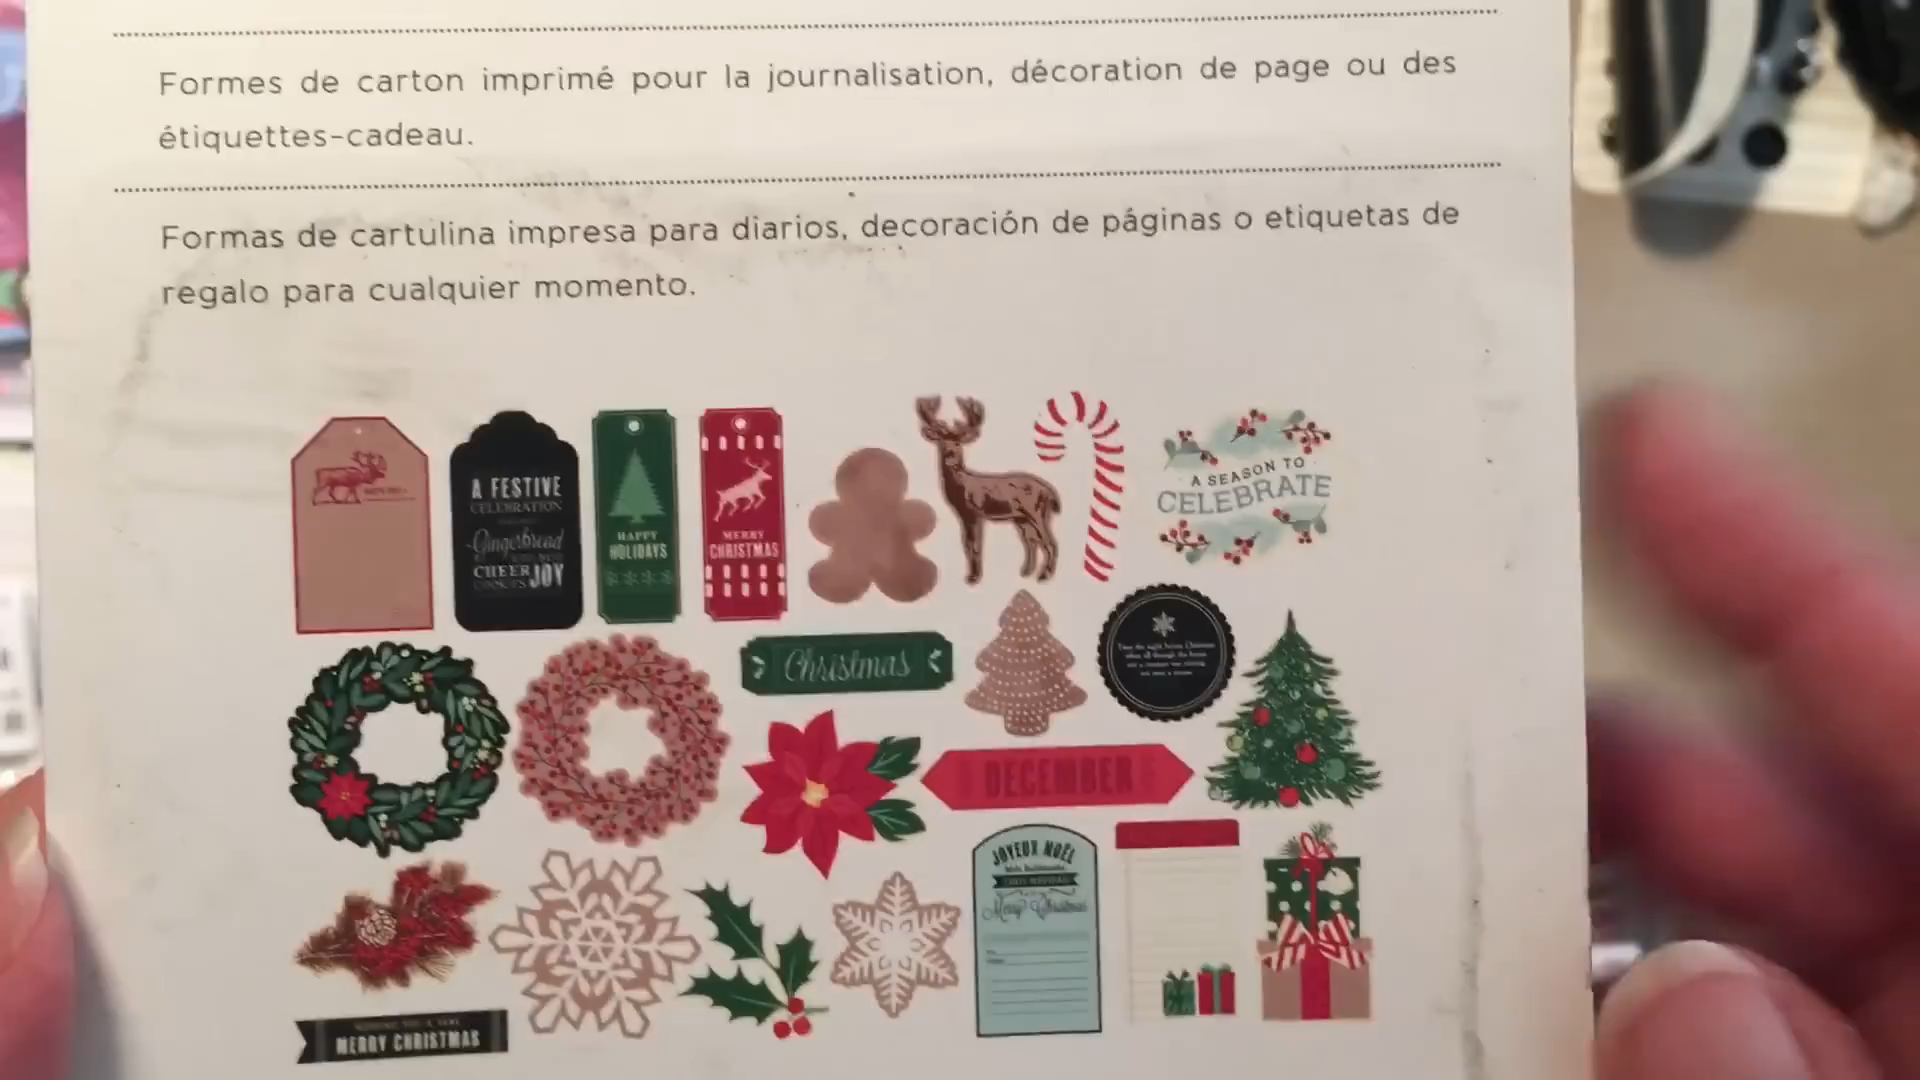 Formes de carton imprimé pour la journalisation, décoration de page ou des
étiquettes-cadeau.
Formas de cartulina impresa para diarios, decoración de páginas o etiquetas de
regalo para cualquier momento.
A FESTIVE
CELEBRATION
Gingerbread
CHEER
JOY
HAPPY
HOLIDAYS
MERRY
CHRISTMAS
A SEASON TO
CELEBRATE
Christmas
DECEMBER
JOYEUX NOËL
Merry Christmas
MERRY CHRISTMAS